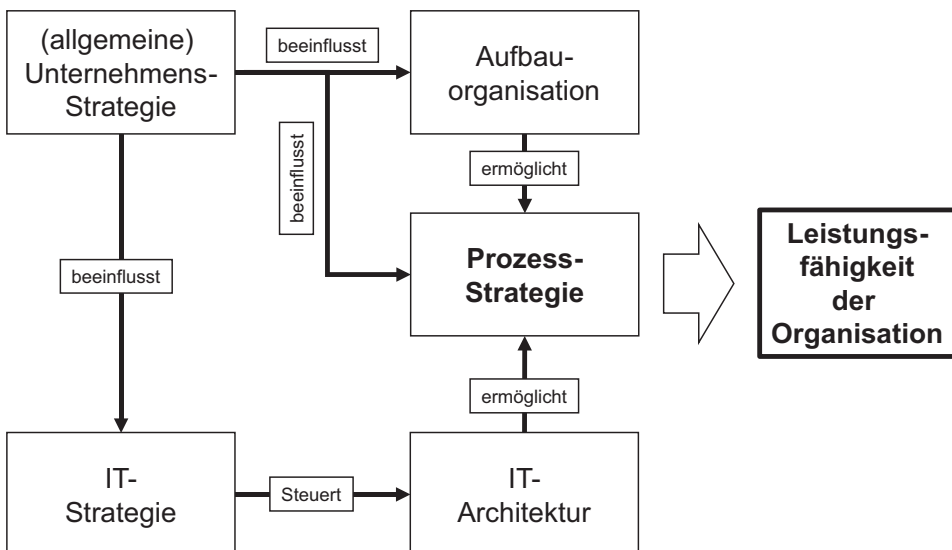 (allgemeine)
Unternehmens-
Strategie
beeinflusst
Aufbau-
organisation
beeinflusst
ermöglicht
beeinflusst
Prozess-
Strategie
Leistungs-
fähigkeit
der
Organisation
ermöglicht
IT-
Strategie
Steuert
IT-
Architektur